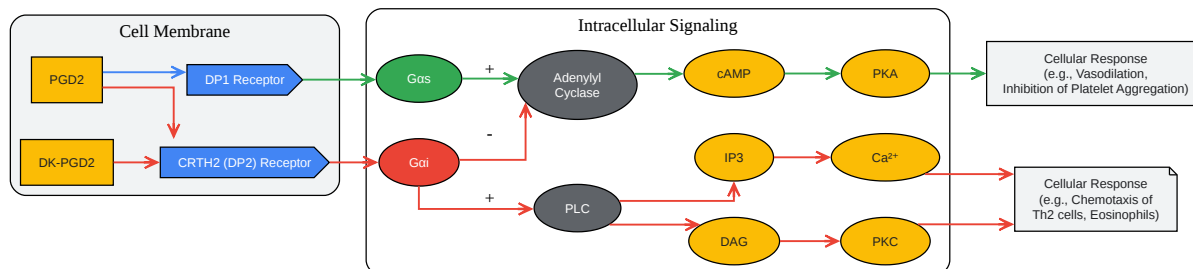 Cell Membrane
Intracellular Signaling
PGD2
DP1 Receptor
DK-PGD2
CRTH2 (DP2) Receptor
Gαs
+
Adenylyl
Cyclase
cAMP
PKA
Cellular Response
(e.g., Vasodilation,
Inhibition of Platelet Aggregation)
Gαi
-
+
PLC
IP3
Ca²⁺
DAG
PKC
Cellular Response
(e.g., Chemotaxis of
Th2 cells, Eosinophils)